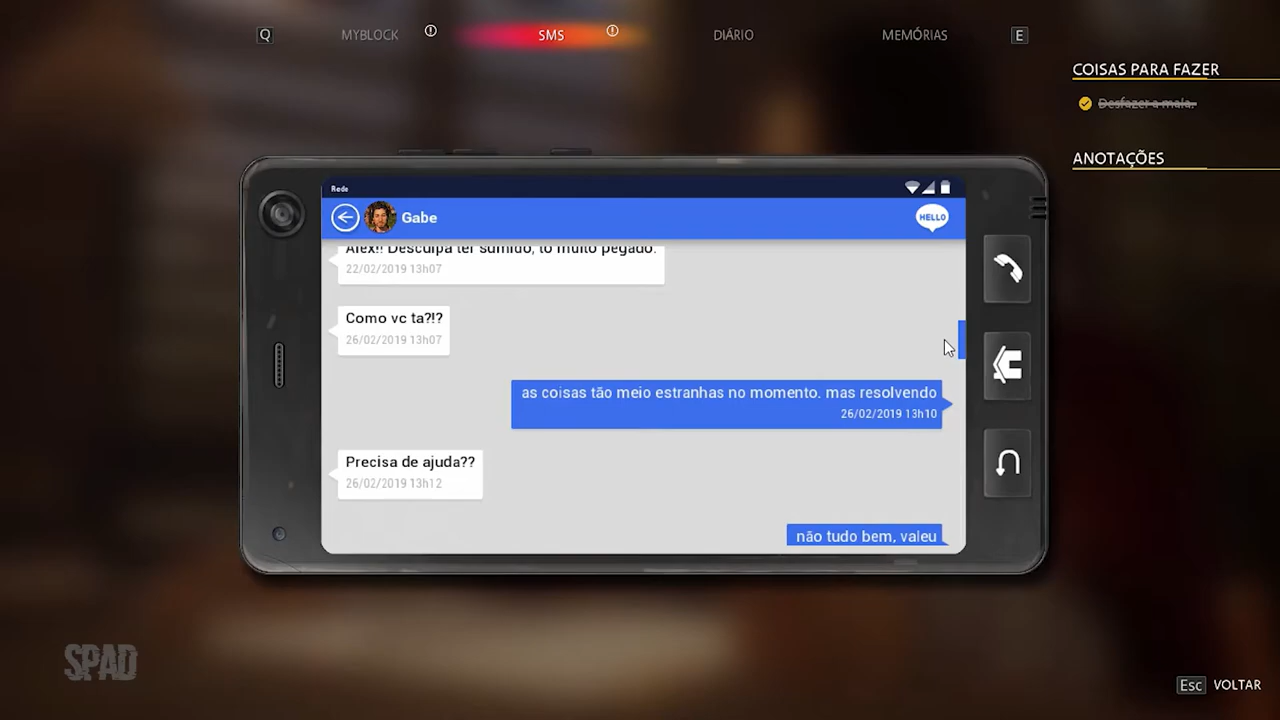 Q
MYBLOCK
SMS
DIÁRIO
MEMÓRIAS
E
COISAS PARA FAZER
Desfazer a mala.
ANOTAÇÕES
Rede
Gabe
HELLO
Alex!! Desculpa ter sumido, to muito pegado.
22/02/2019 13h07
Como vc ta?!?
26/02/2019 13h07
as coisas tão meio estranhas no momento. mas resolvendo
26/02/2019 13h10
Precisa de ajuda??
26/02/2019 13h12
não tudo bem, valeu
SPAD
Esc VOLTAR